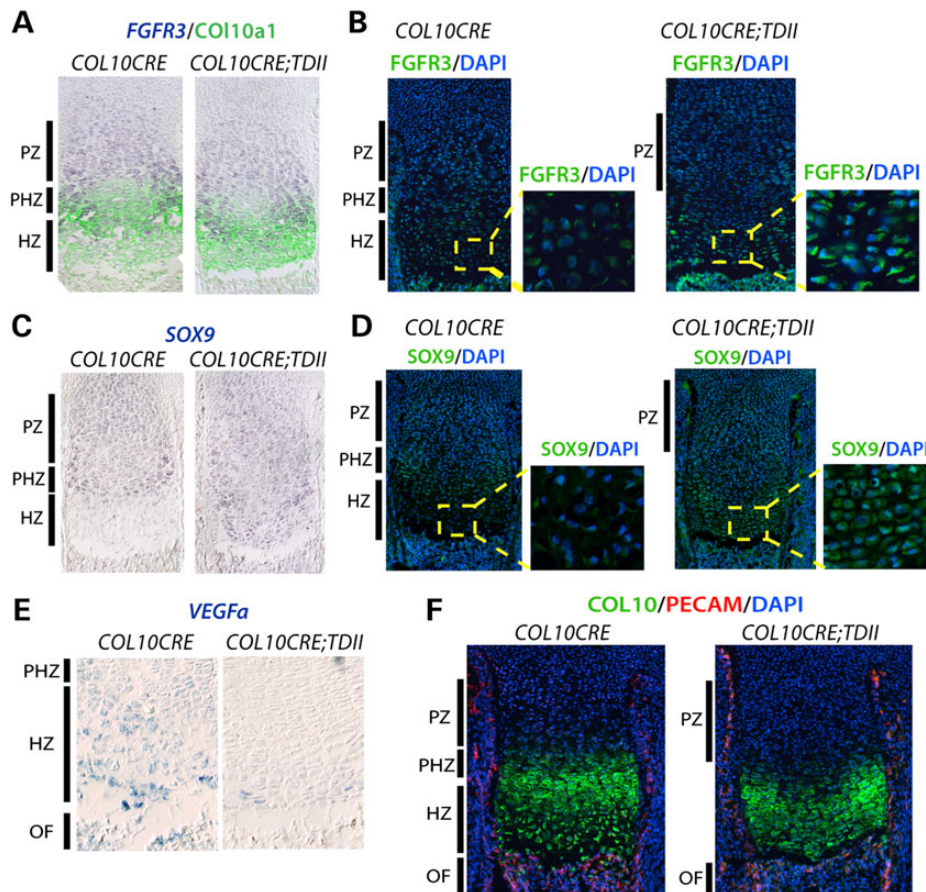 A
FGFR3/COl10a1
COL10CRE COL10CRE;TDII
PZ
PHZ
HZ
B
COL10CRE COL10CRE;TDII
FGFR3/DAPI FGFR3/DAPI
PZ
PHZ
HZ
FGFR3/DAPI
PZ
FGFR3/DAPI
C
SOX9
COL10CRE COL10CRE;TDII
PZ
PHZ
HZ
D
COL10CRE COL10CRE;TDII
SOX9/DAPI SOX9/DAPI
PZ
PHZ
HZ
SOX9/DAPI
PZ
SOX9/DAPI
E
VEGFa
COL10CRE COL10CRE;TDII
PHZ
HZ
OF
F
COL10/PECAM/DAPI
COL10CRE COL10CRE;TDII
PZ
PHZ
HZ
OF
PZ
OF